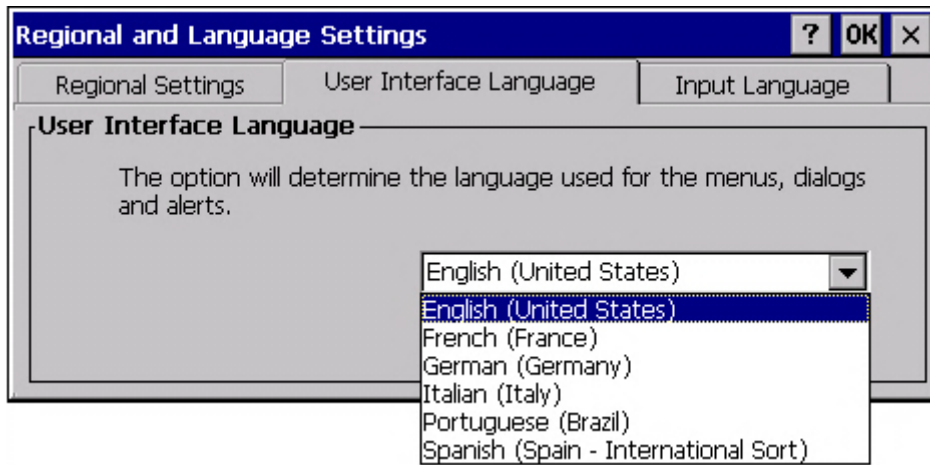 Regional and Language Settings ? OK ×
Regional Settings User Interface Language Input Language
User Interface Language
The option will determine the language used for the menus, dialogs
and alerts.
English (United States)
English (United States)
French (France)
German (Germany)
Italian (Italy)
Portuguese (Brazil)
Spanish (Spain - International Sort)